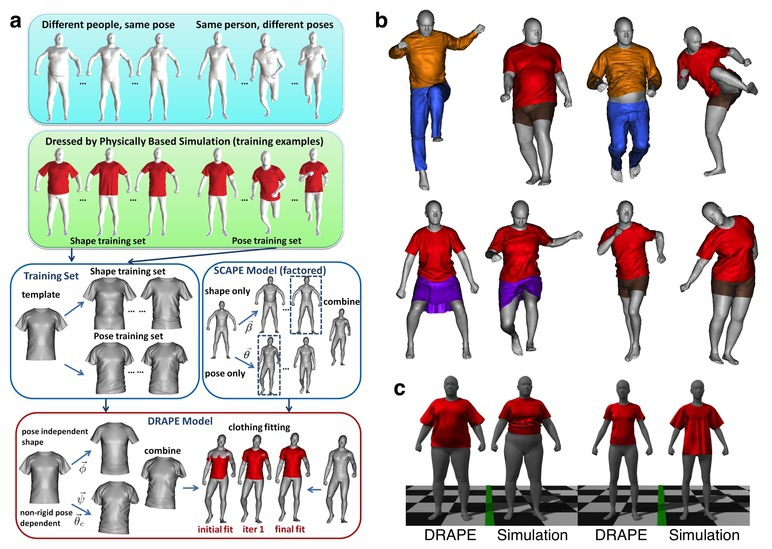 a
Different people, same pose
Same person, different poses
... ...
... ...
Dressed by Physically Based Simulation (training examples)
... ...
... ...
Shape training set
Pose training set
Training Set
Shape training set
template
... ...
Pose training set
... ...
SCAPE Model (factored)
shape only
combine
...
β
θ
pose only
...
DRAPE Model
pose independent
shape
clothing fitting
combine
ϕ
ψ
non-rigid pose
dependent
θc
initial fit
iter 1
final fit
b
c
DRAPE
Simulation
DRAPE
Simulation